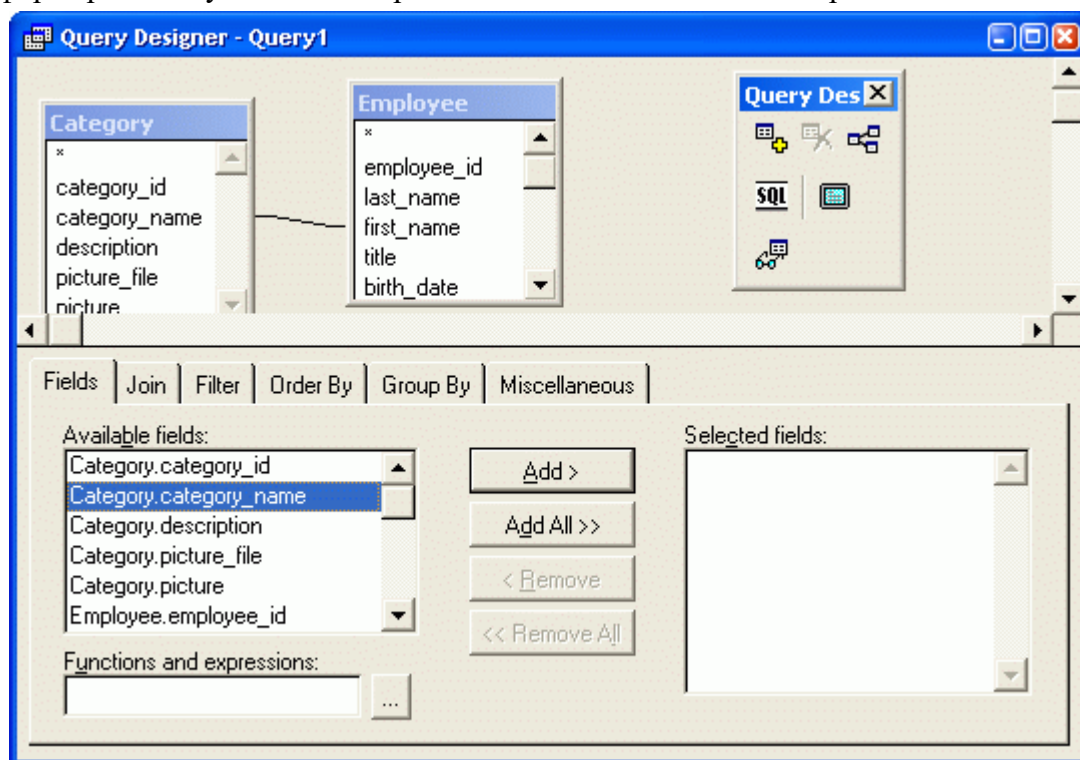 Query Designer - Query1
Category
*
category_id
category_name
description
picture_file
picture
Employee
*
employee_id
last_name
first_name
title
birth_date
Query Des
SQL
Fields
Join
Filter
Order By
Group By
Miscellaneous
Available fields:
Category.category_id
Category.category_name
Category.description
Category.picture_file
Category.picture
Employee.employee_id
Functions and expressions:
...
Add >
Add All >>
< Remove
<< Remove All
Selected fields: